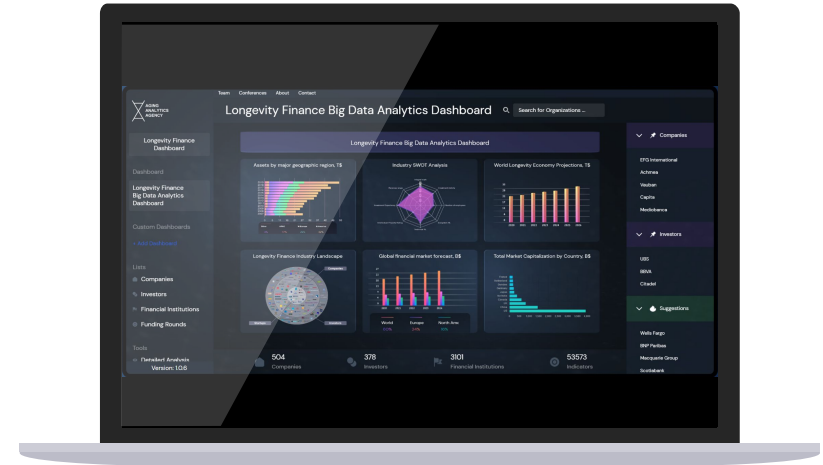 Team Conferences About Contact
AGING
ANALYTICS
AGENCY
Longevity Finance Big Data Analytics Dashboard
Search for Organizations ...
Longevity Finance
Dashboard
Dashboard
Longevity Finance
Big Data Analytics
Dashboard
Custom Dashboards
+ Add Dashboard
Lists
Companies
Investors
Financial Institutions
Funding Rounds
Tools
Detailed Analysis
Version: 1.0.6
Longevity Finance Big Data Analytics Dashboard
Assets by major geographic region, T$
Industry SWOT Analysis
World Longevity Economy Projections, T$
Longevity Finance Industry Landscape
Companies
Investors
Global financial market forecast, B$
World Europe North Ame
Total Market Capitalization by Country, B$
504
Companies
378
Investors
3101
Financial Institutions
53573
Indicators
Companies
EFG International
Achmea
Vauban
Capita
Mediobanca
Investors
UBS
BBVA
Citadel
Suggestions
Wells Fargo
BNP Paribas
Macquarie Group
Scotiabank